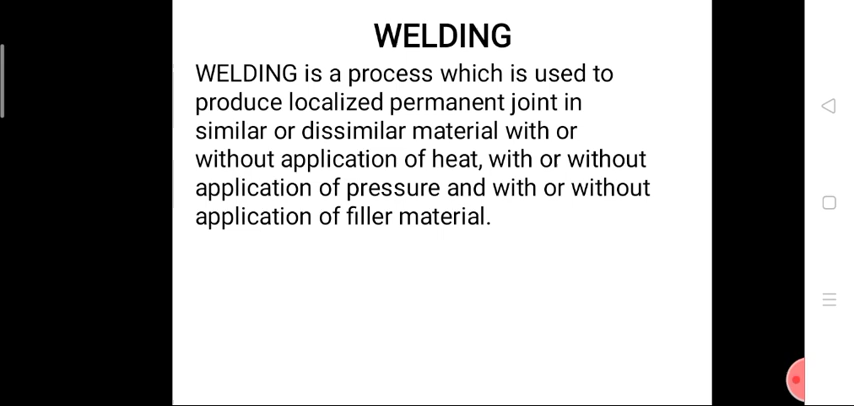 WELDING
WELDING is a process which is used to
produce localized permanent joint in
similar or dissimilar material with or
without application of heat, with or without
application of pressure and with or without
application of filler material.